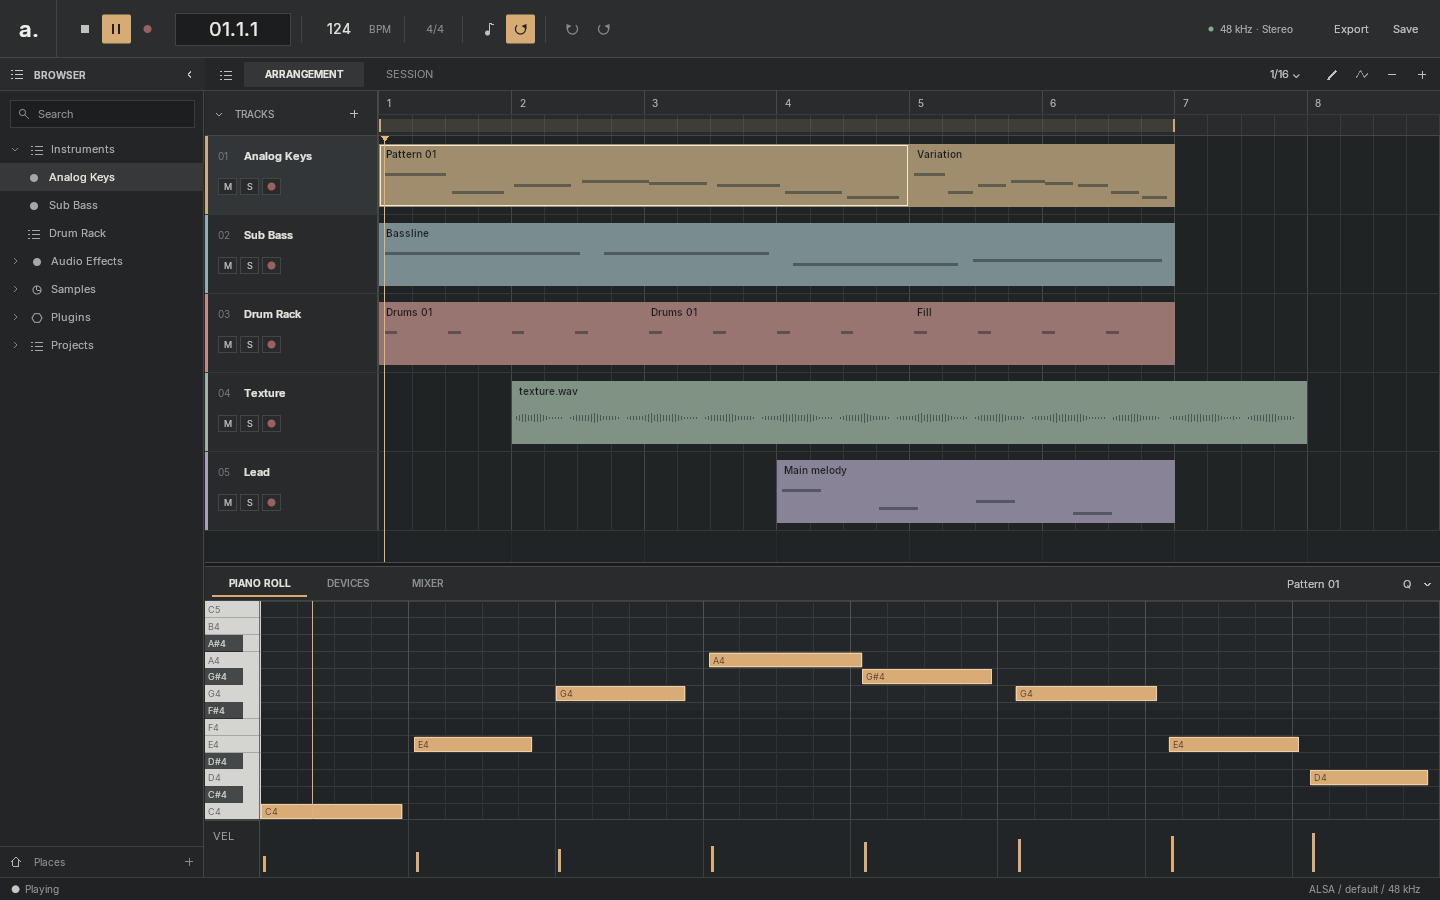 a.
01.1.1
124 BPM
4/4
48 kHz · Stereo
Export
Save
BROWSER
ARRANGEMENT
SESSION
1/16
Search
TRACKS
1 2 3 4 5 6 7 8
Instruments
Analog Keys
Sub Bass
Drum Rack
Audio Effects
Samples
Plugins
Projects
01 Analog Keys
M S
Pattern 01
Variation
02 Sub Bass
M S
Bassline
03 Drum Rack
M S
Drums 01
Drums 01
Fill
04 Texture
M S
texture.wav
05 Lead
M S
Main melody
PIANO ROLL
DEVICES
MIXER
Pattern 01
Q
C5
B4
A#4
A4
A4
G#4
G#4
G4
G4
G4
F#4
F4
E4
E4
E4
D#4
D4
D4
C#4
C4
C4
VEL
Places
Playing
ALSA / default / 48 kHz